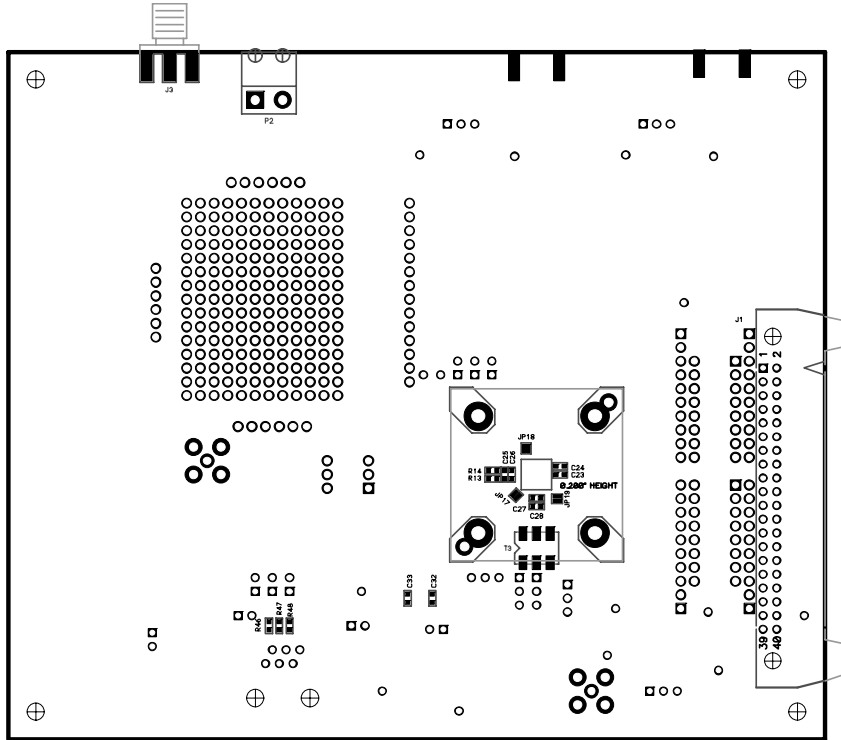 J3
P2
J1
1 2
JP18
C25
C26
R14
R13
C24
C23
0.200" HEIGHT
JP17
JP19
C27
C28
T3
C33
C32
R46
R47
R48
39
40